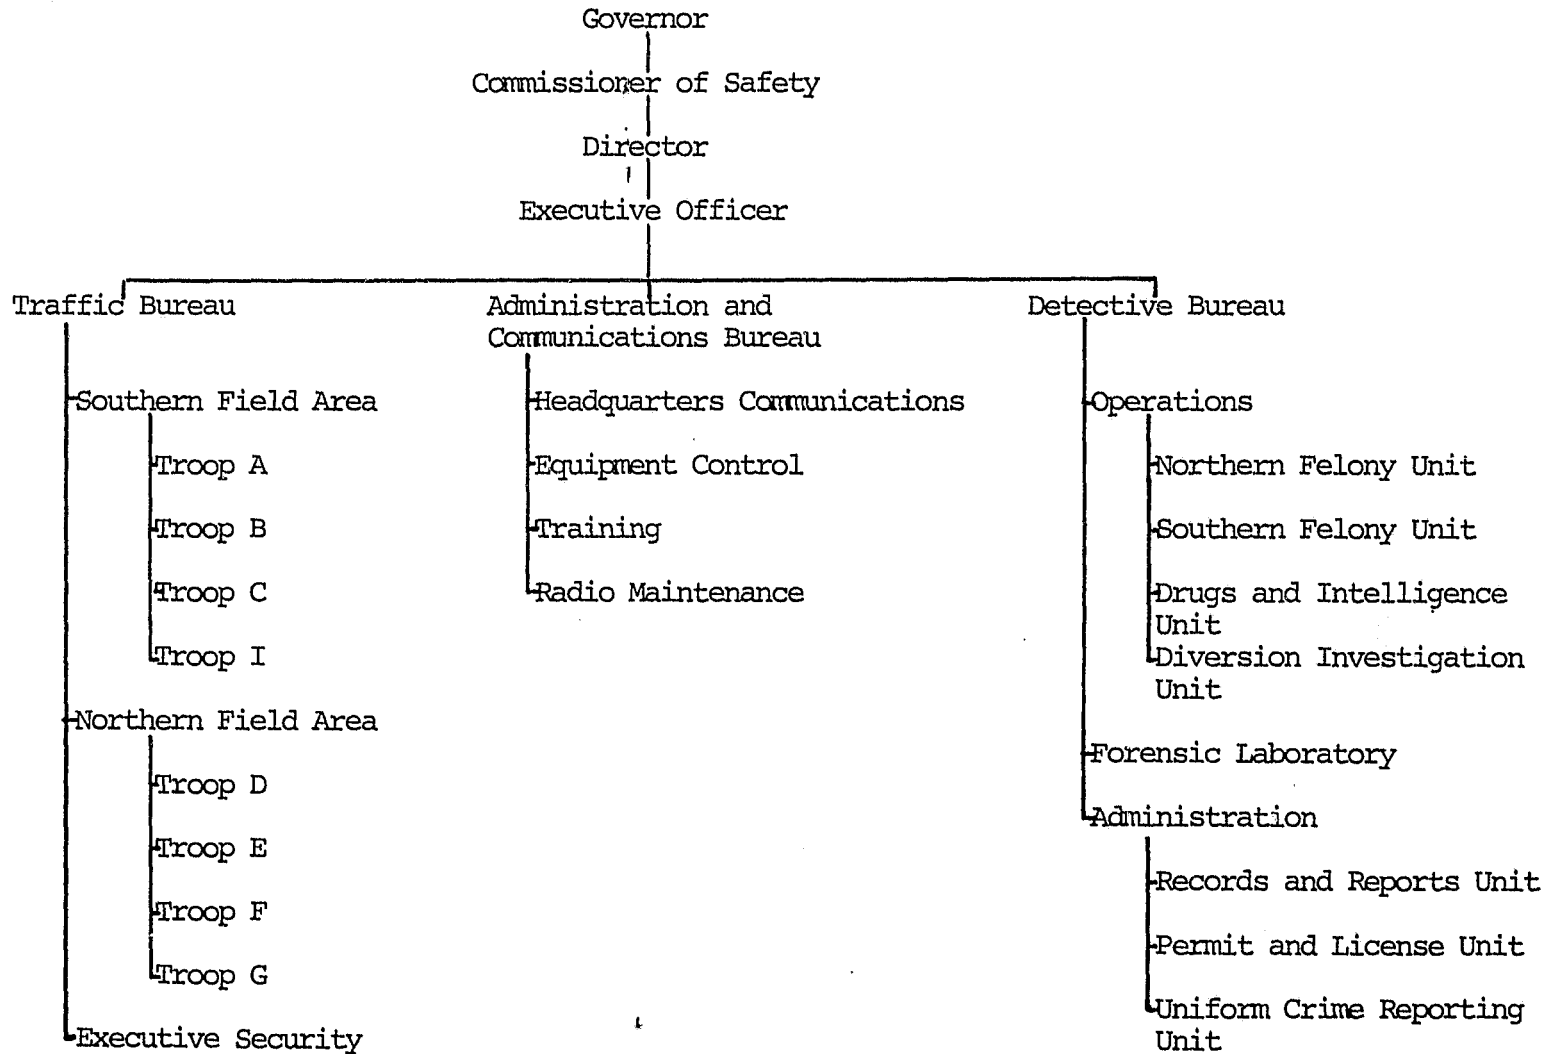 Governor
Commissioner of Safety
Director
Executive Officer
Traffic Bureau
Southern Field Area
Troop A
Troop B
Troop C
Troop I
Northern Field Area
Troop D
Troop E
Troop F
Troop G
Executive Security
Administration and
Communications Bureau
Headquarters Communications
Equipment Control
Training
Radio Maintenance
Detective Bureau
Operations
Northern Felony Unit
Southern Felony Unit
Drugs and Intelligence
Unit
Diversion Investigation
Unit
Forensic Laboratory
Administration
Records and Reports Unit
Permit and License Unit
Uniform Crime Reporting
Unit